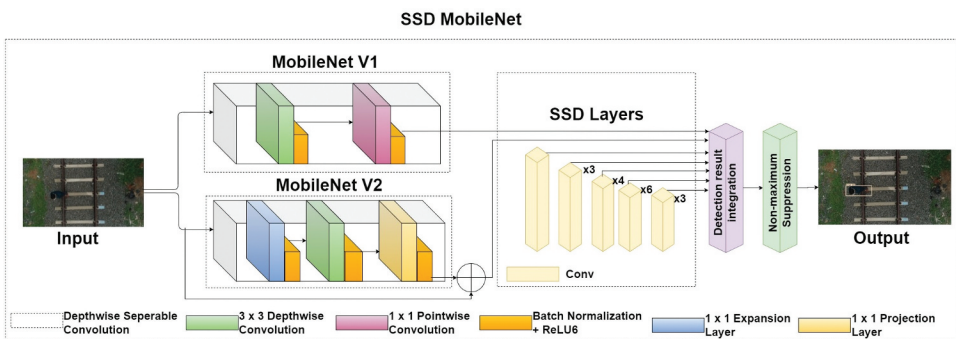 SSD MobileNet
MobileNet V1
SSD Layers
x3
x4
x6
x3
Conv
Detection result
integration
Non-maximum
Suppression
Input
MobileNet V2
Output
Depthwise Seperable
Convolution
3 x 3 Depthwise
Convolution
1 x 1 Pointwise
Convolution
Batch Normalization
+ ReLU6
1 x 1 Expansion
Layer
1 x 1 Projection
Layer